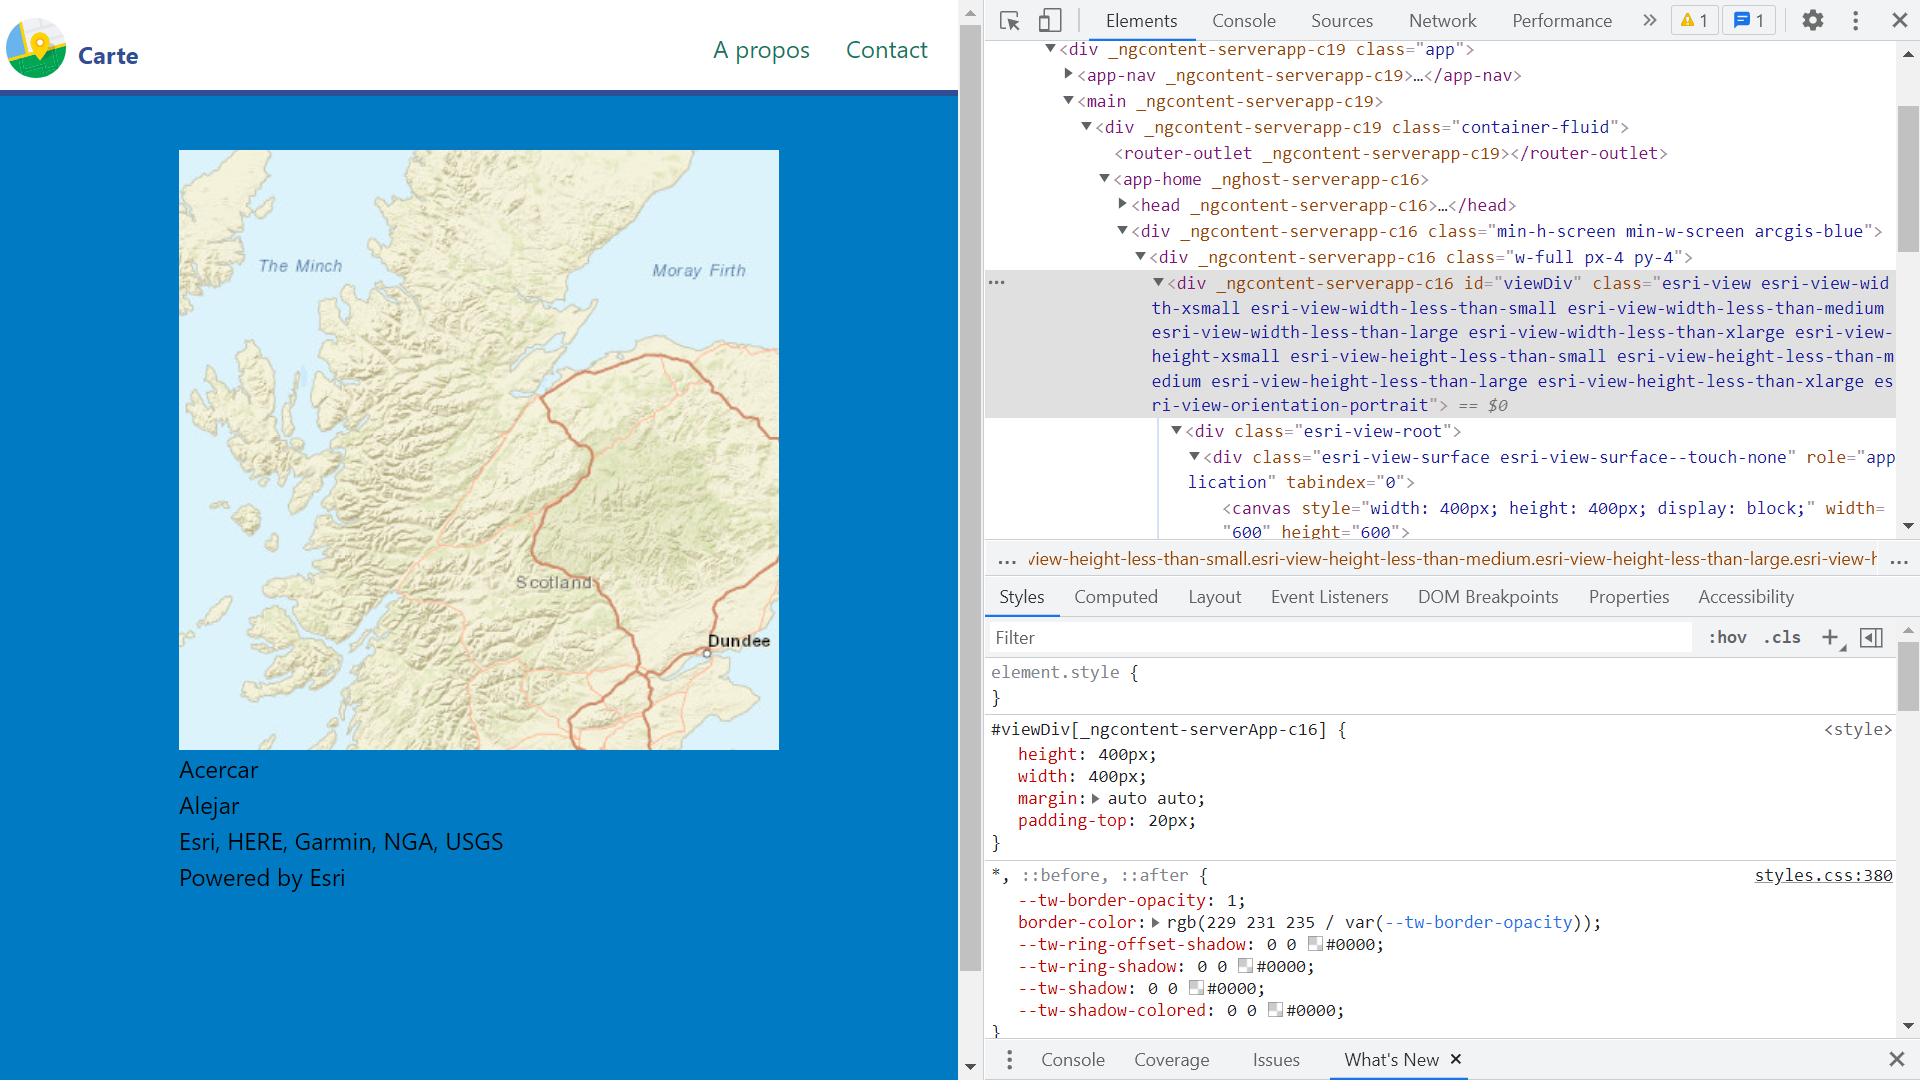 Carte
A propos Contact
The Minch
Moray Firth
Scotland
Dundee
Acercar
Alejar
Esri, HERE, Garmin, NGA, USGS
Powered by Esri
Elements Console Sources Network Performance » 1 1
<div _ngcontent-serverapp-c19 class="app">
<app-nav _ngcontent-serverapp-c19>…</app-nav>
<main _ngcontent-serverapp-c19>
<div _ngcontent-serverapp-c19 class="container-fluid">
<router-outlet _ngcontent-serverapp-c19></router-outlet>
<app-home _nghost-serverapp-c16>
<head _ngcontent-serverapp-c16>…</head>
<div _ngcontent-serverapp-c16 class="min-h-screen min-w-screen arcgis-blue">
<div _ngcontent-serverapp-c16 class="w-full px-4 py-4">
<div _ngcontent-serverapp-c16 id="viewDiv" class="esri-view esri-view-wid
th-xsmall esri-view-width-less-than-small esri-view-width-less-than-medium
esri-view-width-less-than-large esri-view-width-less-than-xlarge esri-view-
height-xsmall esri-view-height-less-than-small esri-view-height-less-than-m
edium esri-view-height-less-than-large esri-view-height-less-than-xlarge es
ri-view-orientation-portrait"> == $0
<div class="esri-view-root">
<div class="esri-view-surface esri-view-surface--touch-none" role="app
lication" tabindex="0">
<canvas style="width: 400px; height: 400px; display: block;" width=
"600" height="600">
… view-height-less-than-small.esri-view-height-less-than-medium.esri-view-height-less-than-large.esri-view-h …
Styles Computed Layout Event Listeners DOM Breakpoints Properties Accessibility
Filter :hov .cls +
element.style {
}
#viewDiv[_ngcontent-serverApp-c16] { <style>
height: 400px;
width: 400px;
margin: auto auto;
padding-top: 20px;
}
*, ::before, ::after { styles.css:380
--tw-border-opacity: 1;
border-color: rgb(229 231 235 / var(--tw-border-opacity));
--tw-ring-offset-shadow: 0 0 #0000;
--tw-ring-shadow: 0 0 #0000;
--tw-shadow: 0 0 #0000;
--tw-shadow-colored: 0 0 #0000;
}
Console Coverage Issues What's New